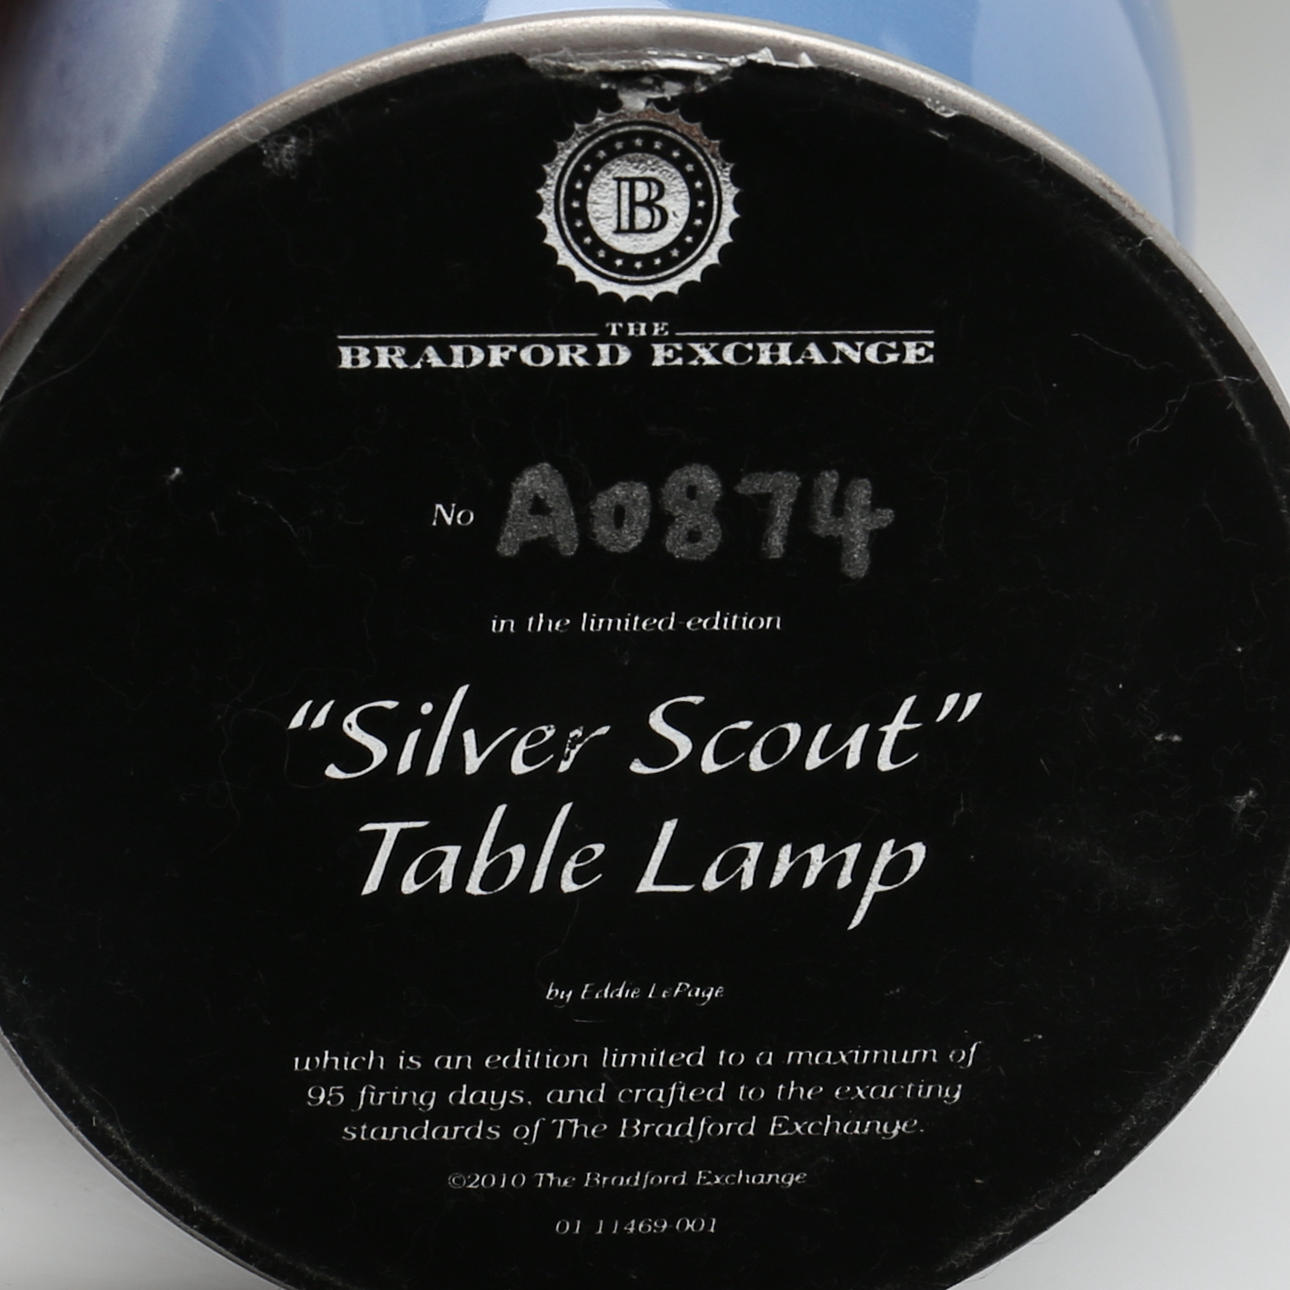 B
THE
BRADFORD EXCHANGE
No A0874
in the limited-edition
“Silver Scout”
Table Lamp
by Eddie LePage
which is an edition limited to a maximum of
95 firing days, and crafted to the exacting
standards of The Bradford Exchange.
©2010 The Bradford Exchange
01 11469-001